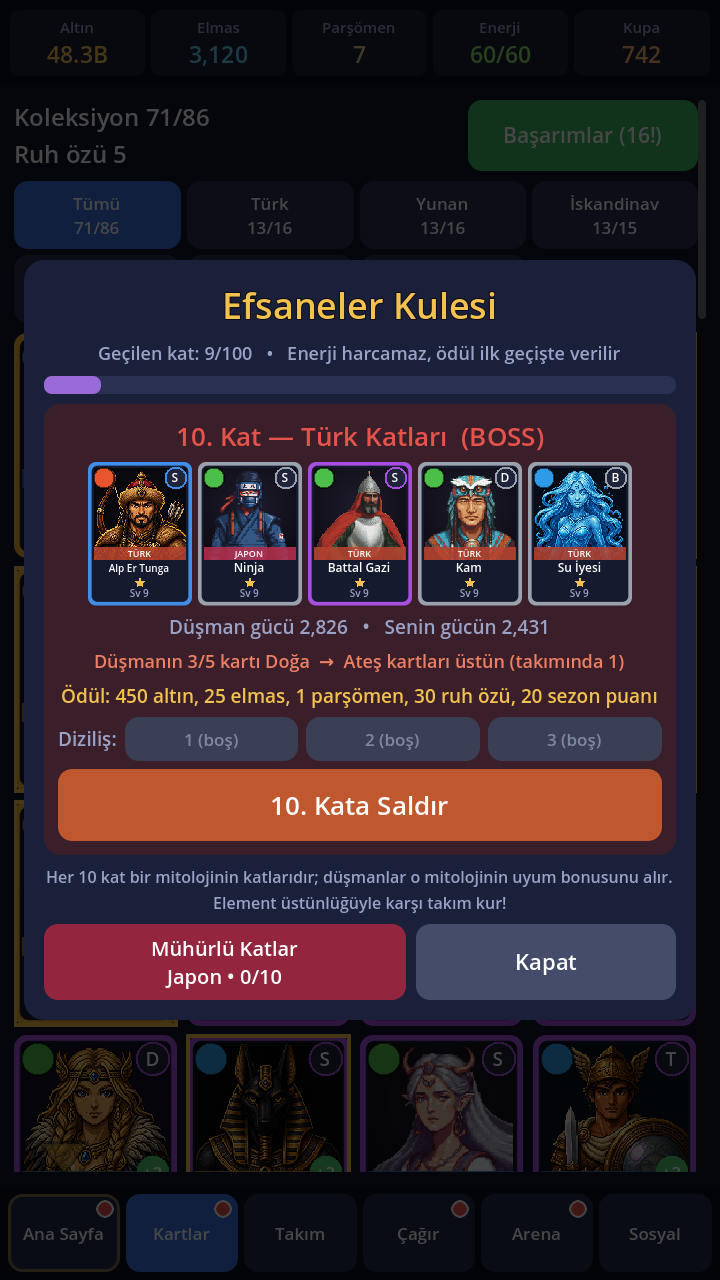 Altın
48.3B
Elmas
3,120
Parşömen
7
Enerji
60/60
Kupa
742
Koleksiyon 71/86
Ruh özü 5
Başarımlar (16!)
Tümü
71/86
Türk
13/16
Yunan
13/16
İskandinav
13/15
Efsaneler Kulesi
Geçilen kat: 9/100 • Enerji harcamaz, ödül ilk geçişte verilir
10. Kat — Türk Katları (BOSS)
S
TÜRK
Alp Er Tunga
Sv 9
S
JAPON
Ninja
Sv 9
S
TÜRK
Battal Gazi
Sv 9
D
TÜRK
Kam
Sv 9
B
TÜRK
Su İyesi
Sv 9
Düşman gücü 2,826 • Senin gücün 2,431
Düşmanın 3/5 kartı Doğa → Ateş kartları üstün (takımında 1)
Ödül: 450 altın, 25 elmas, 1 parşömen, 30 ruh özü, 20 sezon puanı
Diziliş:
1 (boş)
2 (boş)
3 (boş)
10. Kata Saldır
Her 10 kat bir mitolojinin katlarıdır; düşmanlar o mitolojinin uyum bonusunu alır.
Element üstünlüğüyle karşı takım kur!
Mühürlü Katlar
Japon • 0/10
Kapat
D
S
S
T
Ana Sayfa
Kartlar
Takım
Çağır
Arena
Sosyal